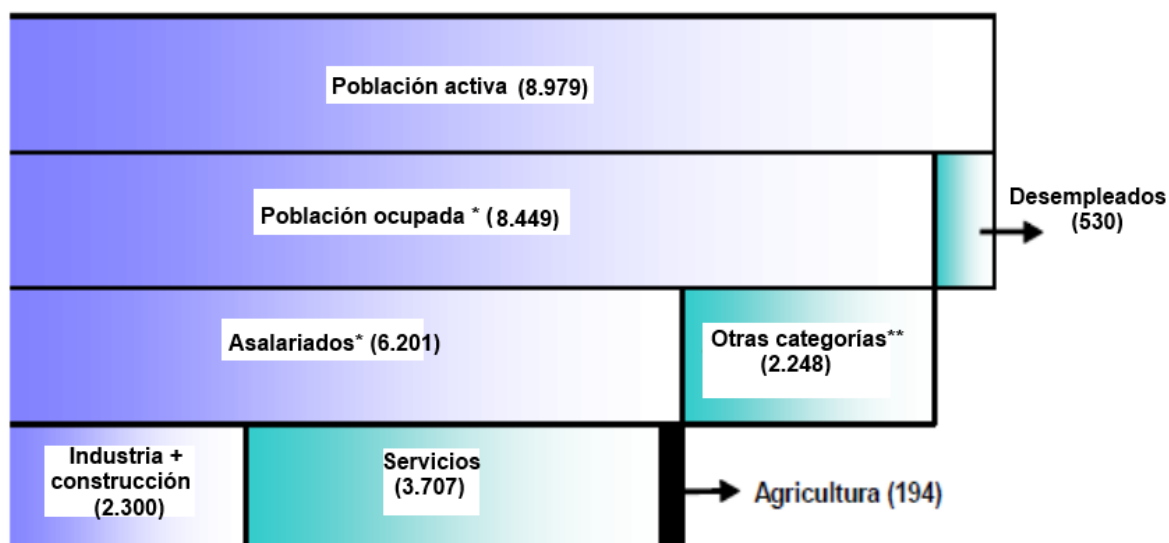 Población activa (8.979)
Población ocupada * (8.449)
Desempleados
(530)
Asalariados* (6.201)
Otras categorías**
(2.248)
Industria +
construcción
(2.300)
Servicios
(3.707)
Agricultura (194)